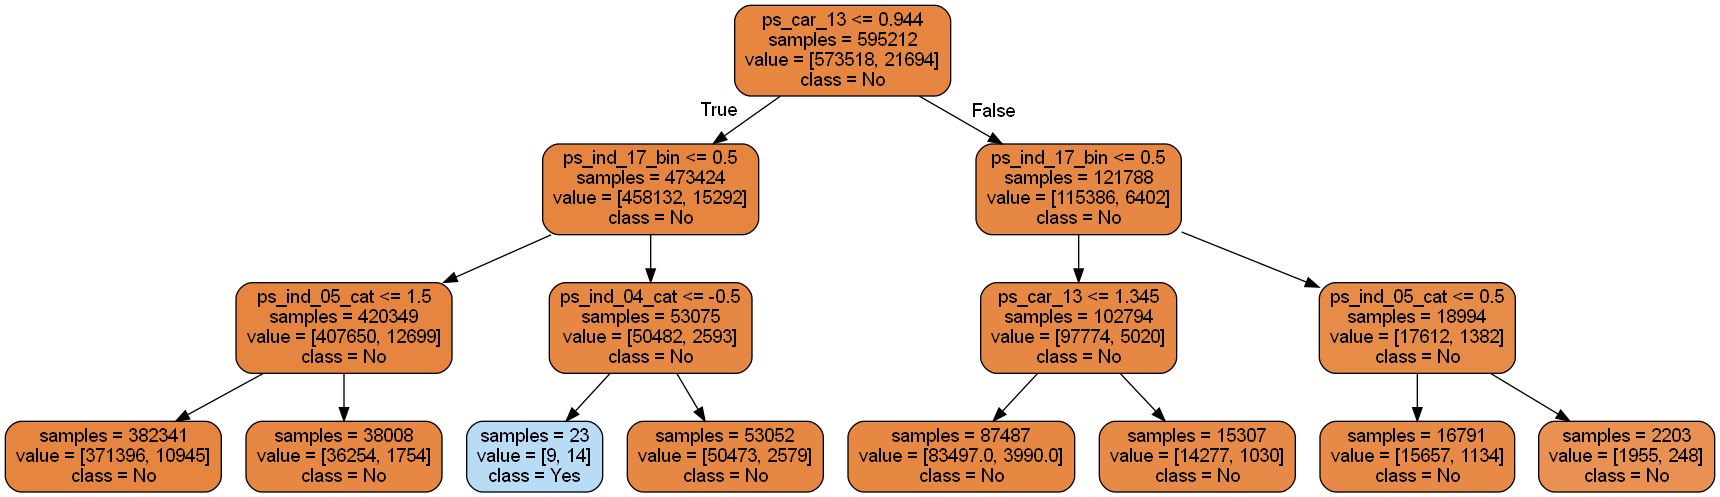 ps_car_13 <= 0.944
samples = 595212
value = [573518, 21694]
class = No
True
False
ps_ind_17_bin <= 0.5
samples = 473424
value = [458132, 15292]
class = No
ps_ind_17_bin <= 0.5
samples = 121788
value = [115386, 6402]
class = No
ps_ind_05_cat <= 1.5
samples = 420349
value = [407650, 12699]
class = No
ps_ind_04_cat <= -0.5
samples = 53075
value = [50482, 2593]
class = No
ps_car_13 <= 1.345
samples = 102794
value = [97774, 5020]
class = No
ps_ind_05_cat <= 0.5
samples = 18994
value = [17612, 1382]
class = No
samples = 382341
value = [371396, 10945]
class = No
samples = 38008
value = [36254, 1754]
class = No
samples = 23
value = [9, 14]
class = Yes
samples = 53052
value = [50473, 2579]
class = No
samples = 87487
value = [83497.0, 3990.0]
class = No
samples = 15307
value = [14277, 1030]
class = No
samples = 16791
value = [15657, 1134]
class = No
samples = 2203
value = [1955, 248]
class = No